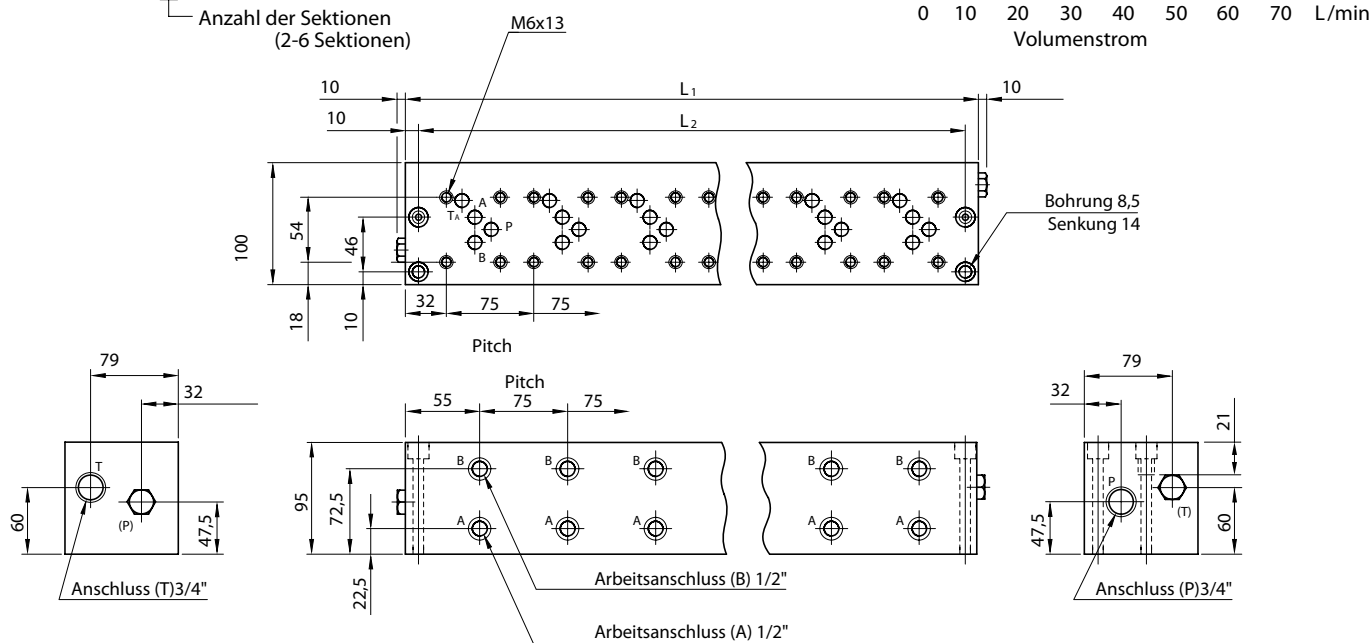 Anzahl der Sektionen
(2-6 Sektionen)
0 10 20 30 40 50 60 70 L/min
Volumenstrom
M6x13
10 L1 10
10 L2
Bohrung 8,5
Senkung 14
100 54 46
TA A P B
18 10 32 75 75
Pitch
79
32
T
(P)
60 47,5
Anschluss (T)3/4"
Pitch
55 75 75
95 72,5 22,5
B B B B B
A A A A A
Arbeitsanschluss (B) 1/2"
Arbeitsanschluss (A) 1/2"
79
32
21
P
(T)
47,5 60
Anschluss (P)3/4"